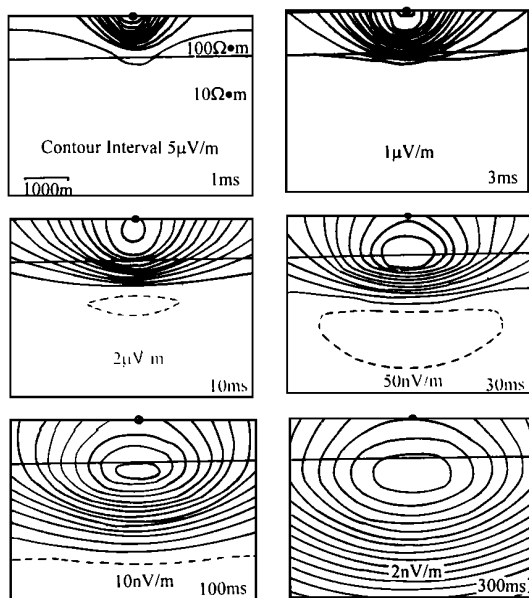 100Ω•m
10Ω•m
Contour Interval 5μV/m
1000m
1ms
1μV/m
3ms
2μV m
10ms
50nV/m
30ms
10nV/m
100ms
2nV/m
300ms